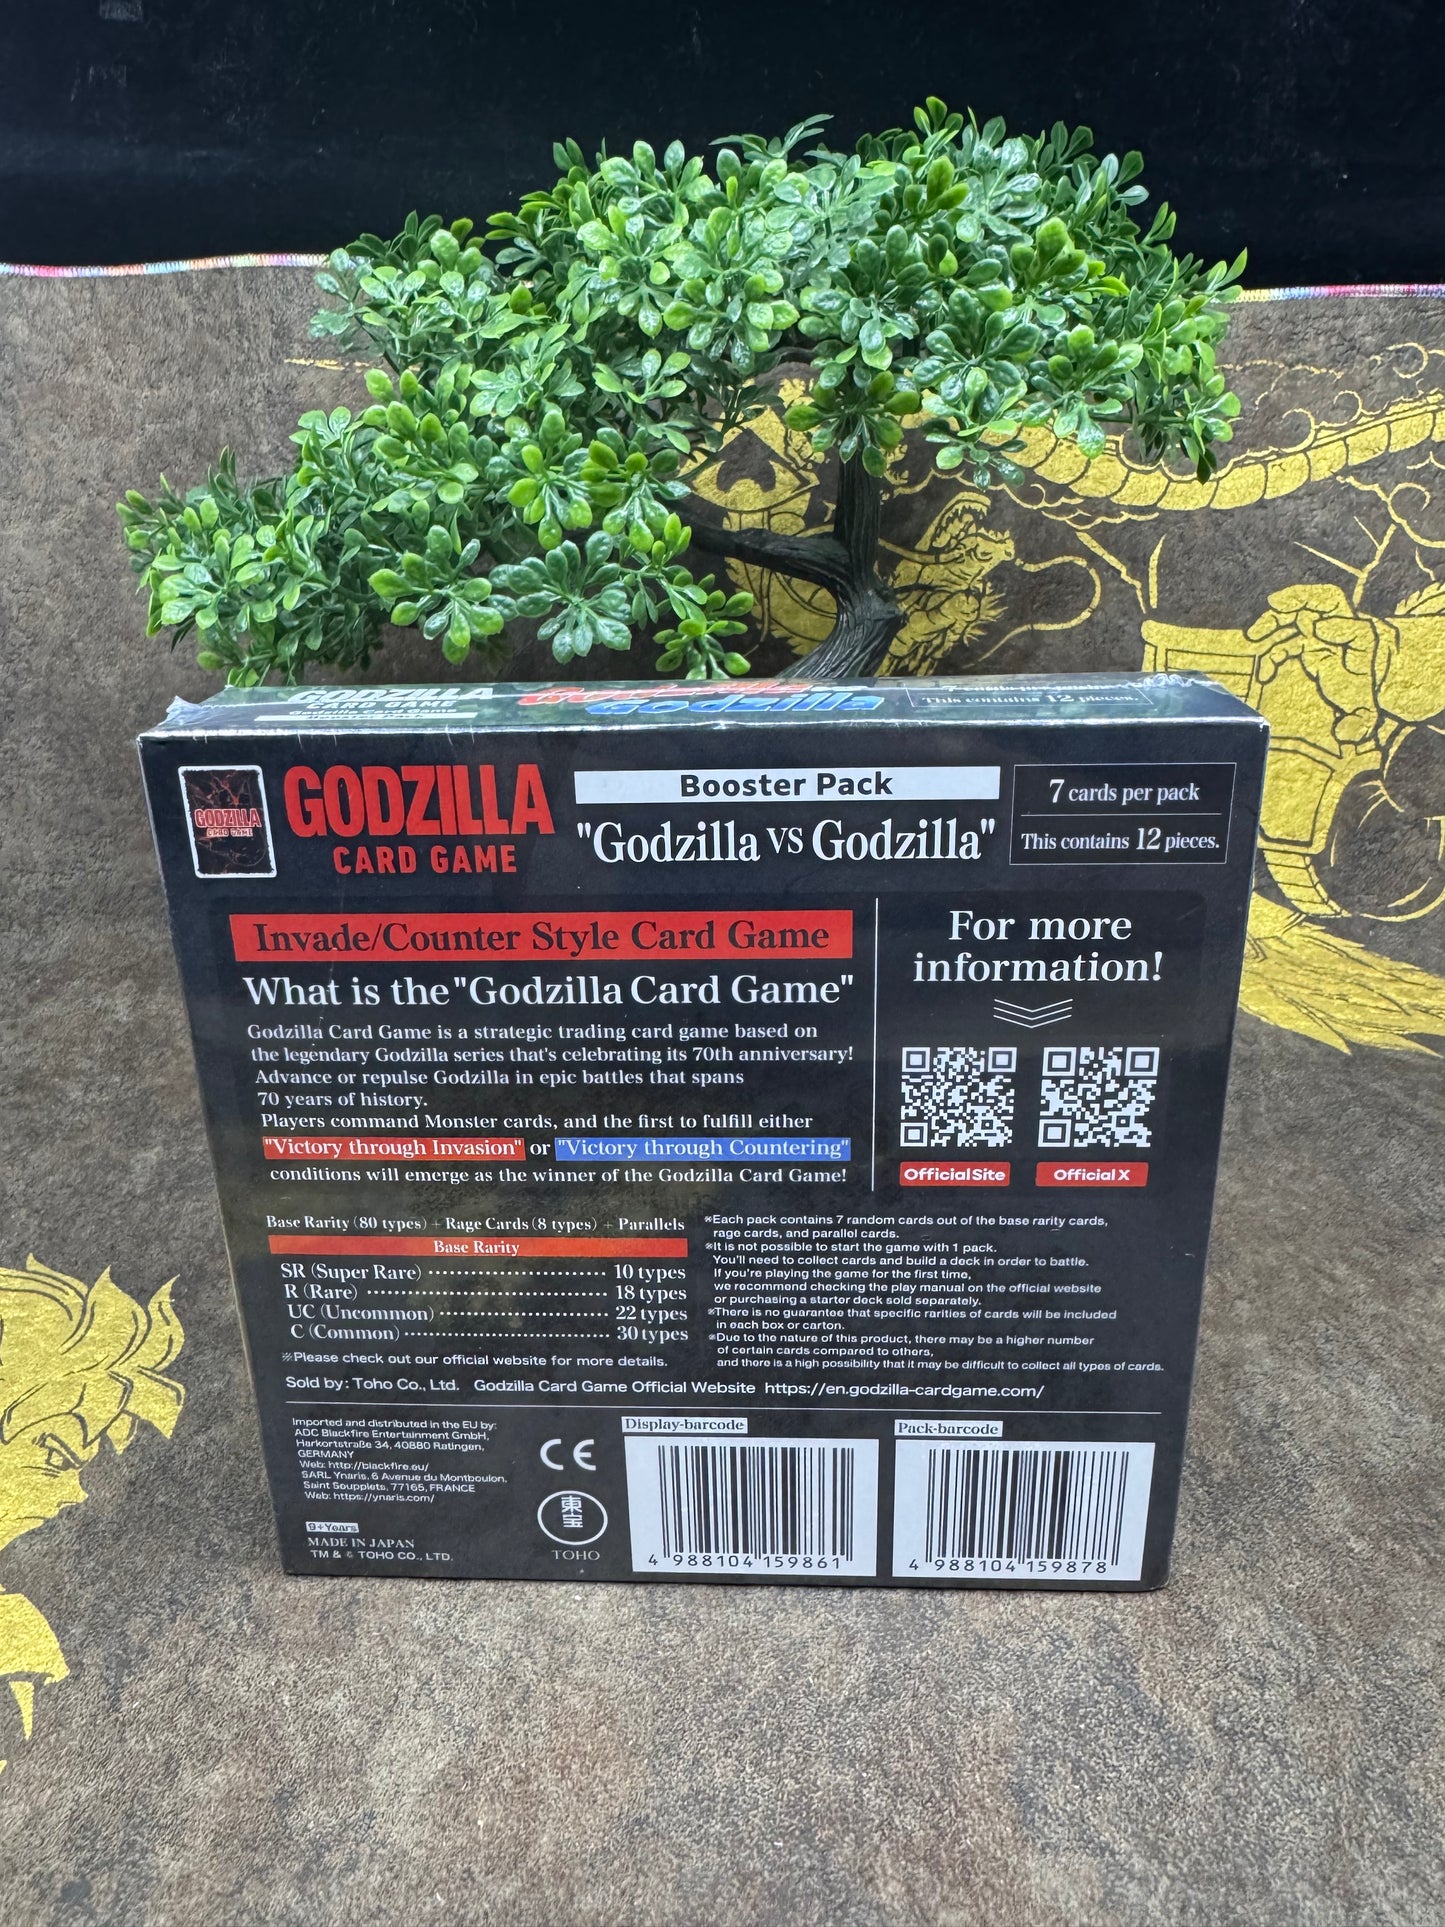 GODZILLA
CARD GAME
Godzilla Card Game
Booster Pack
Godzilla
Godzilla
This contains 12 pieces.
GODZILLA
CARD GAME
GODZILLA
CARD GAME
Booster Pack
"Godzilla VS Godzilla"
7 cards per pack
This contains 12 pieces.
Invade/Counter Style Card Game
What is the "Godzilla Card Game"
Godzilla Card Game is a strategic trading card game based on
the legendary Godzilla series that's celebrating its 70th anniversary!
Advance or repulse Godzilla in epic battles that spans
70 years of history.
Players command Monster cards, and the first to fulfill either
"Victory through Invasion" or "Victory through Countering"
conditions will emerge as the winner of the Godzilla Card Game!
For more
information!
Official Site
Official X
Base Rarity (80 types) + Rage Cards (8 types) + Parallels
Base Rarity
SR (Super Rare) ································ 10 types
R (Rare) ································ 18 types
UC (Uncommon) ································ 22 types
C (Common) ································ 30 types
※Please check out our official website for more details.
※Each pack contains 7 random cards out of the base rarity cards,
rage cards, and parallel cards.
※It is not possible to start the game with 1 pack.
You'll need to collect cards and build a deck in order to battle.
If you're playing the game for the first time,
we recommend checking the play manual on the official website
or purchasing a starter deck sold separately.
※There is no guarantee that specific rarities of cards will be included
in each box or carton.
※Due to the nature of this product, there may be a higher number
of certain cards compared to others,
and there is a high possibility that it may be difficult to collect all types of cards.
Sold by: Toho Co., Ltd. Godzilla Card Game Official Website https://en.godzilla-cardgame.com/
Imported and distributed in the EU by:
ADC Blackfire Entertainment GmbH,
Harkortstraße 34, 40880 Ratingen,
GERMANY
Web: http://blackfire.eu/
SARL Ynaris, 6 Avenue du Montboulon,
Saint Soupplets, 77165, FRANCE
Web: https://ynaris.com/
9+Years
MADE IN JAPAN
TM & © TOHO CO., LTD.
CE
東宝
TOHO
Display-barcode
4 988104 159861
Pack-barcode
4 988104 159878